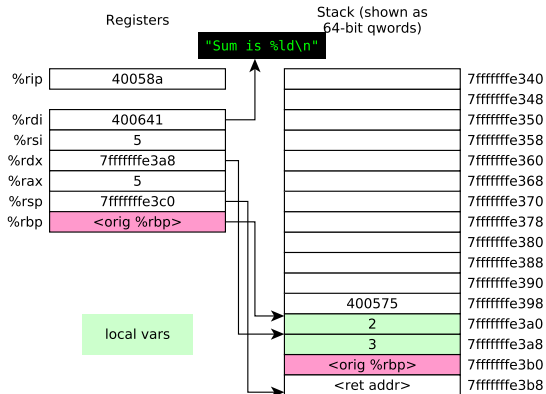 Registers
Stack (shown as
64-bit qwords)
"Sum is %ld\n"
%rip 40058a
%rdi 400641
%rsi 5
%rdx 7fffffffe3a8
%rax 5
%rsp 7fffffffe3c0
%rbp <orig %rbp>
7fffffffe340
7fffffffe348
7fffffffe350
7fffffffe358
7fffffffe360
7fffffffe368
7fffffffe370
7fffffffe378
7fffffffe380
7fffffffe388
7fffffffe390
400575 7fffffffe398
2 7fffffffe3a0
3 7fffffffe3a8
<orig %rbp> 7fffffffe3b0
<ret addr> 7fffffffe3b8
local vars